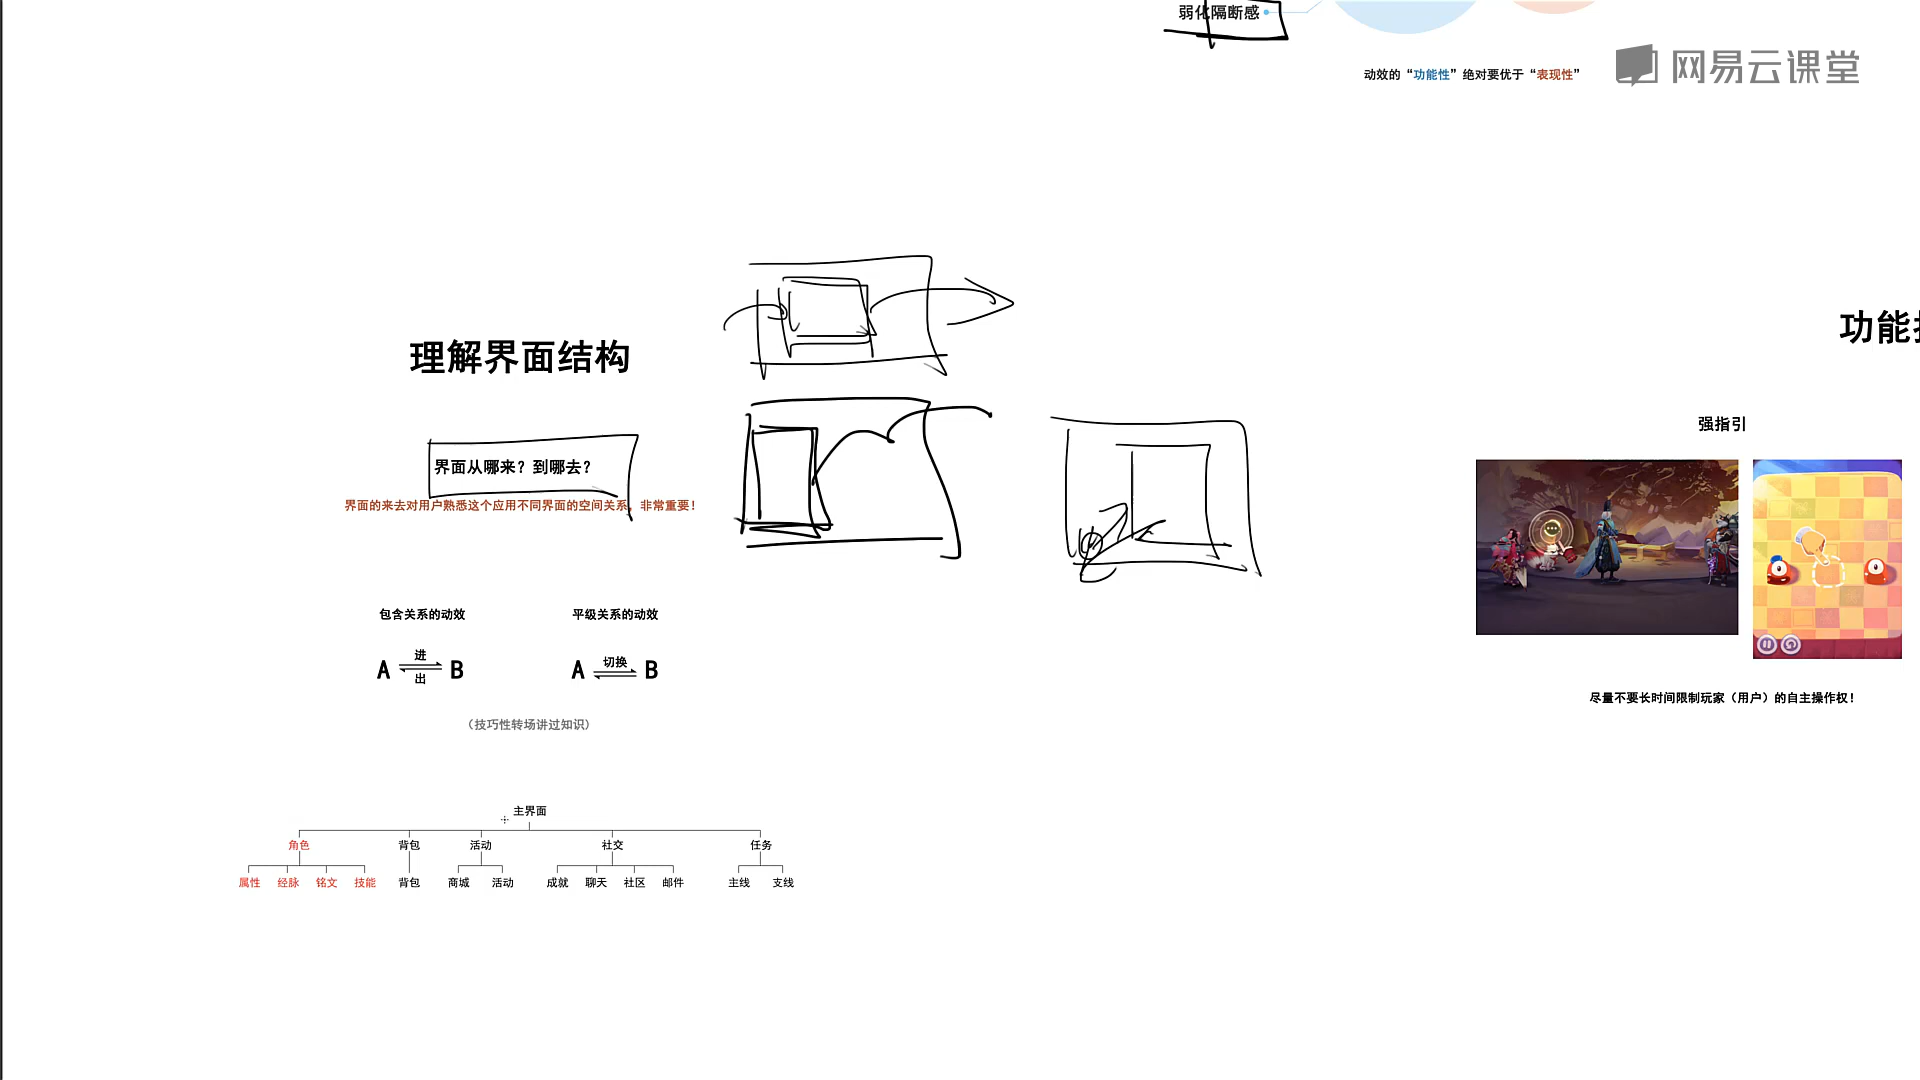 弱化隔断感
动效的“功能性”绝对要优于“表现性”
网易云课堂
理解界面结构
界面从哪来？到哪去？
界面的来去对用户熟悉这个应用不同界面的空间关系，非常重要！
包含关系的动效
平级关系的动效
A 进 出 B
A 切换 B
（技巧性转场讲过知识）
主界面
角色 背包 活动 社交 任务
属性 经脉 铭文 技能 背包 商城 活动 成就 聊天 社区 邮件 主线 支线
功能
强指引
尽量不要长时间限制玩家（用户）的自主操作权！